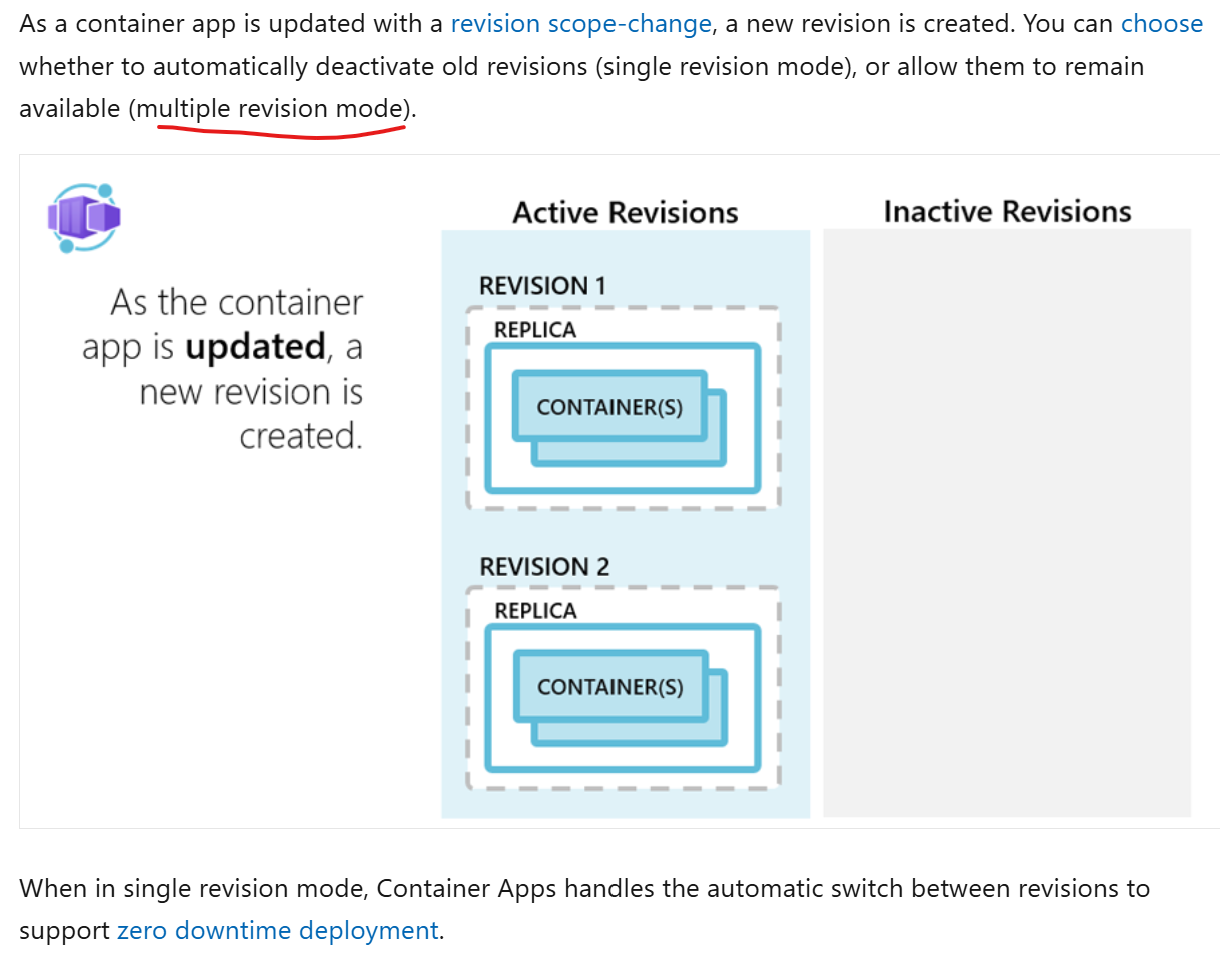 As a container app is updated with a revision scope-change, a new revision is created. You can choose
whether to automatically deactivate old revisions (single revision mode), or allow them to remain
available (multiple revision mode).
As the container
app is updated, a
new revision is
created.
Active Revisions
REVISION 1
REPLICA
CONTAINER(S)
REVISION 2
REPLICA
CONTAINER(S)
Inactive Revisions
When in single revision mode, Container Apps handles the automatic switch between revisions to
support zero downtime deployment.